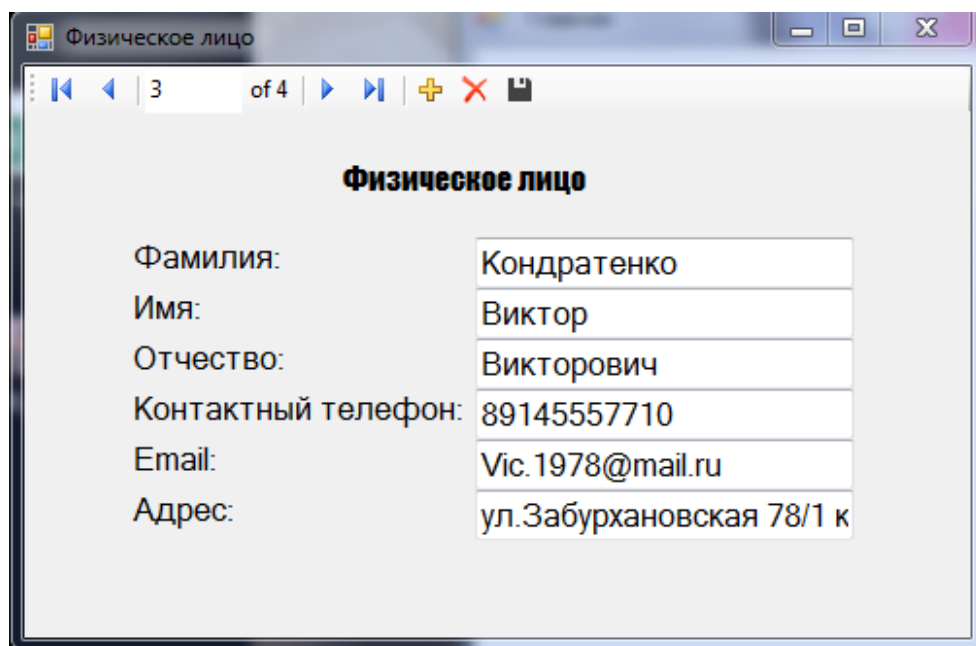 Физическое лицо
3 of 4
Физическое лицо
Фамилия: Кондратенко
Имя: Виктор
Отчество: Викторович
Контактный телефон: 89145557710
Email: Vic.1978@mail.ru
Адрес: ул.Забурхановская 78/1 к